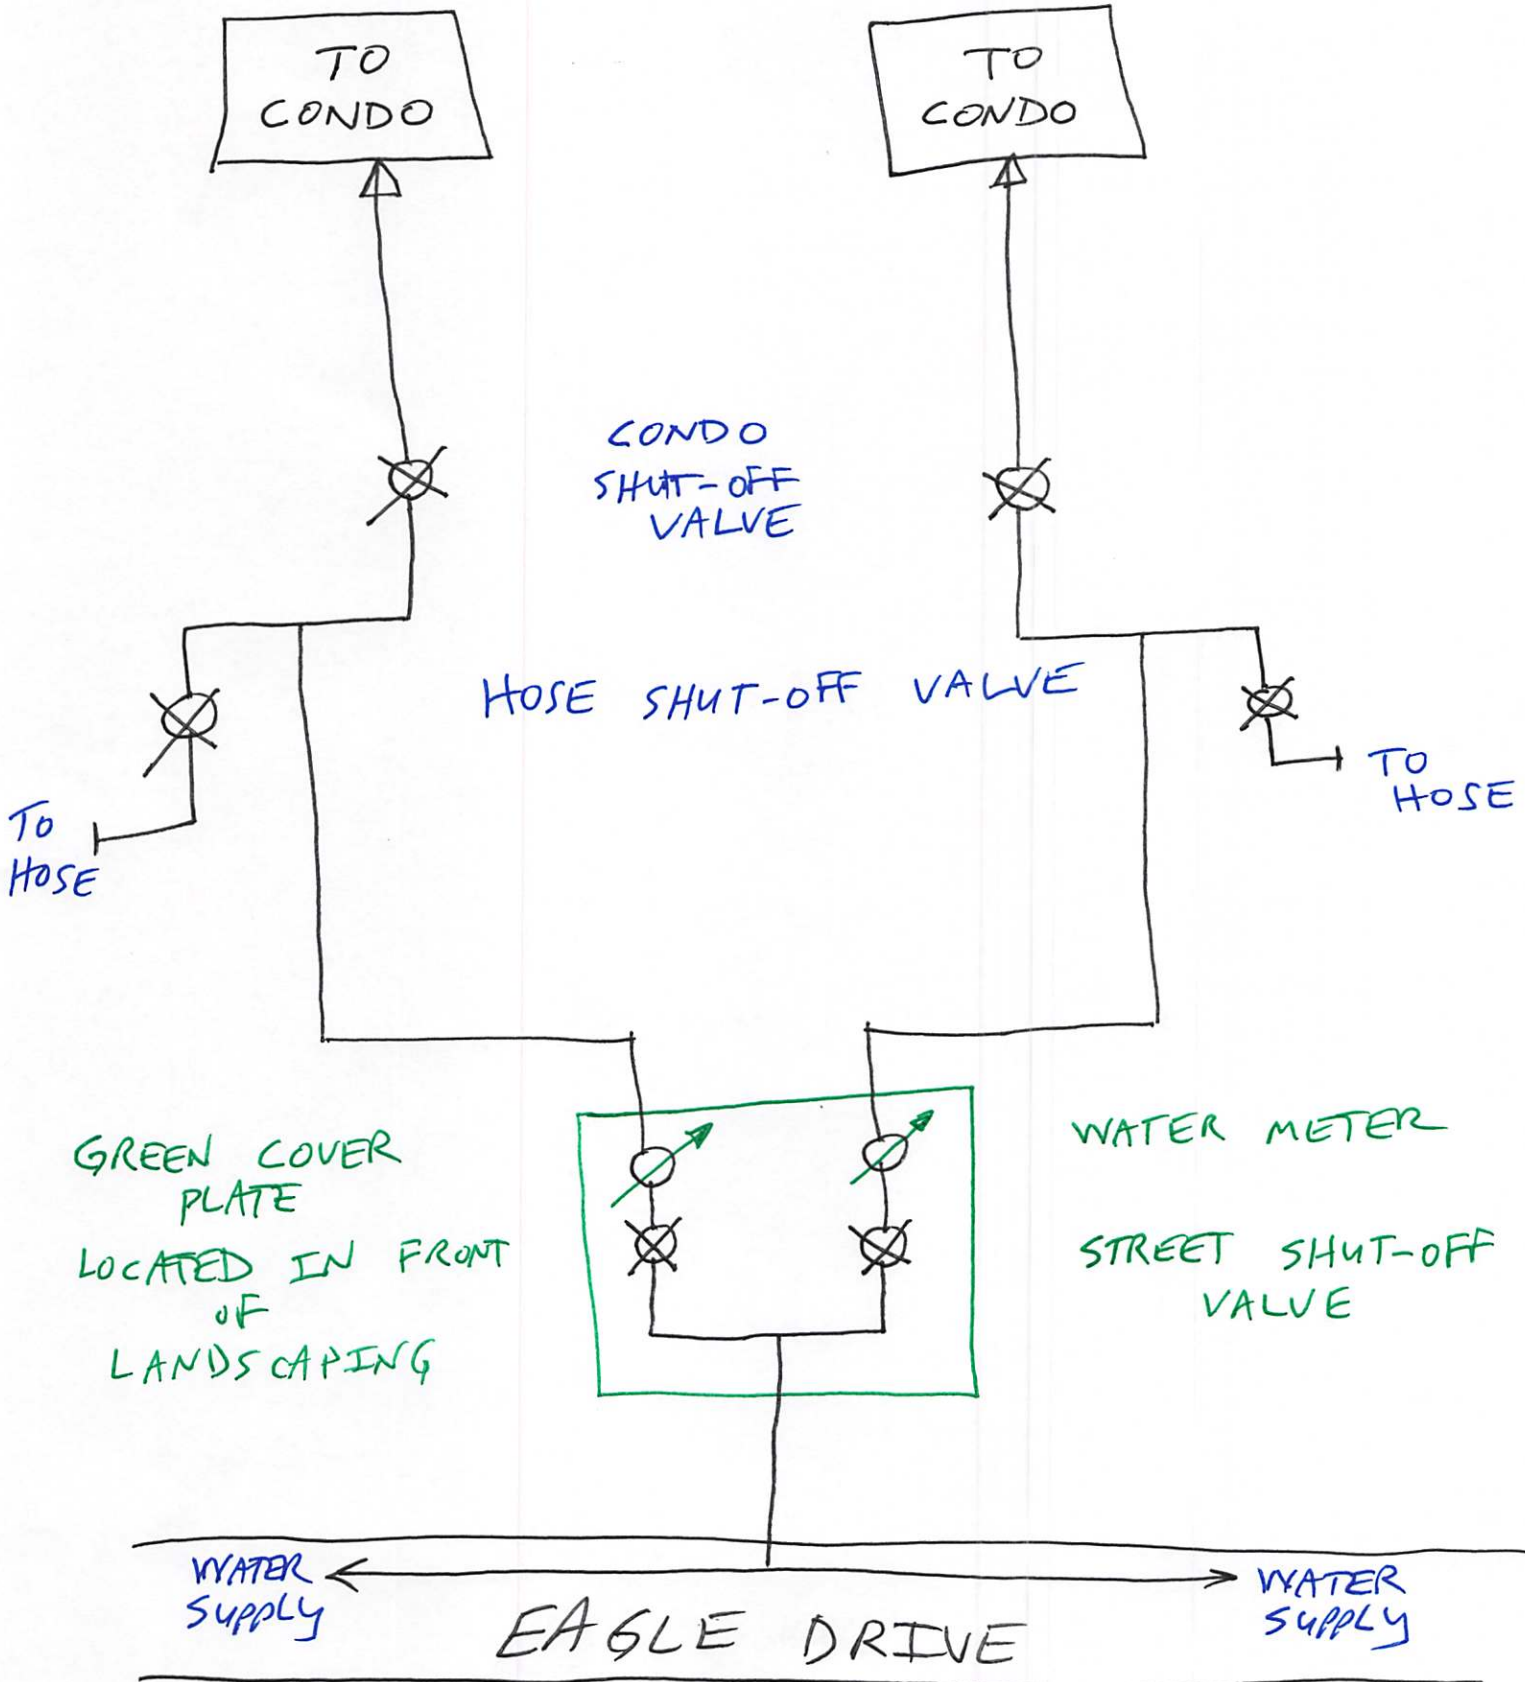 TO
CONDO
TO
CONDO
CONDO
SHUT-OFF
VALVE
HOSE SHUT-OFF VALVE
TO
HOSE
TO
HOSE
GREEN COVER
PLATE
LOCATED IN FRONT
OF
LANDSCAPING
WATER METER
STREET SHUT-OFF
VALVE
WATER
SUPPLY
EAGLE DRIVE
WATER
SUPPLY